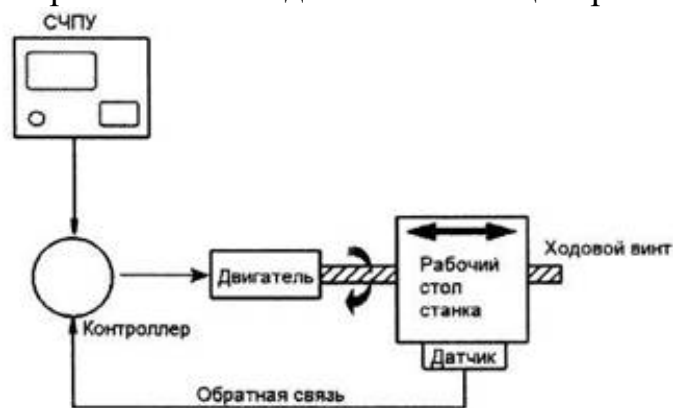 СЧПУ
Ходовой винт
Двигатель
Рабочий
стол
станка
Контроллер
Датчик
Обратная связь